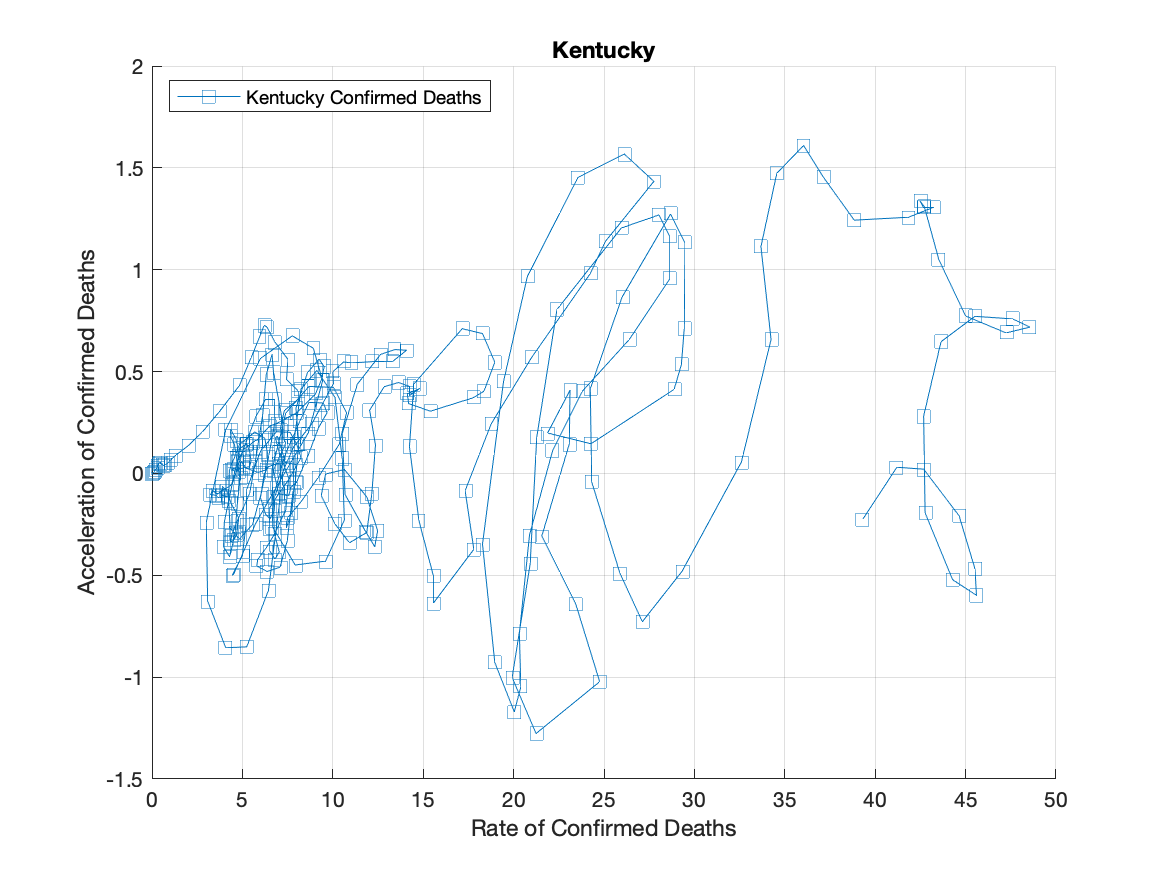 Kentucky
Kentucky Confirmed Deaths
2
1.5
1
0.5
0
-0.5
-1
-1.5
Acceleration of Confirmed Deaths
0 5 10 15 20 25 30 35 40 45 50
Rate of Confirmed Deaths